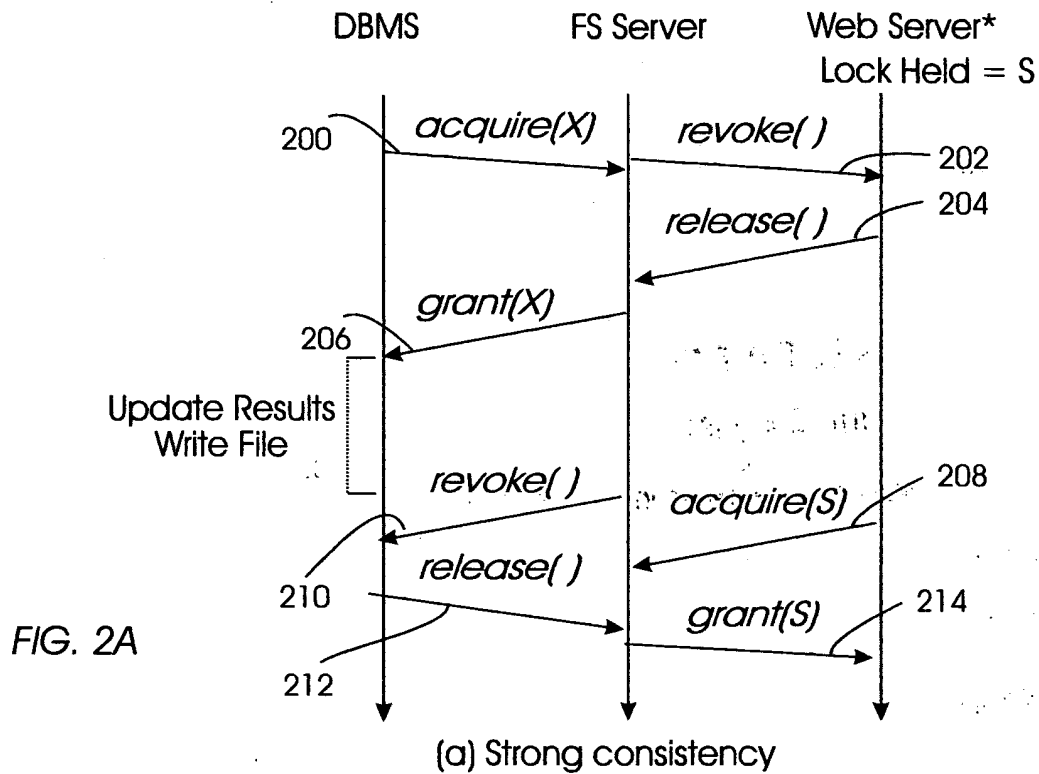 DBMS
FS Server
Web Server*
Lock Held = S
200
acquire(X)
revoke( )
202
release( )
204
grant(X)
206
Update Results
Write File
revoke( )
acquire(S)
208
210
release( )
grant(S)
214
212
FIG. 2A
(a) Strong consistency